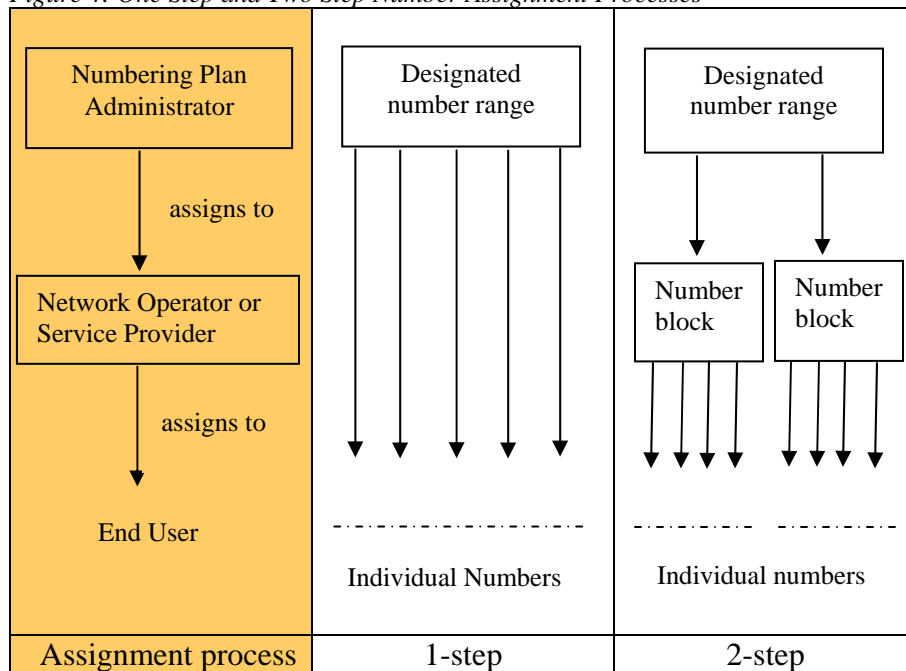 Figure 4: One Step and Two Step Number Assignment Processes
Numbering Plan
Administrator
assigns to
Network Operator or
Service Provider
assigns to
End User
Assignment process
Designated
number range
Individual Numbers
1-step
Designated
number range
Number
block
Number
block
Individual numbers
2-step